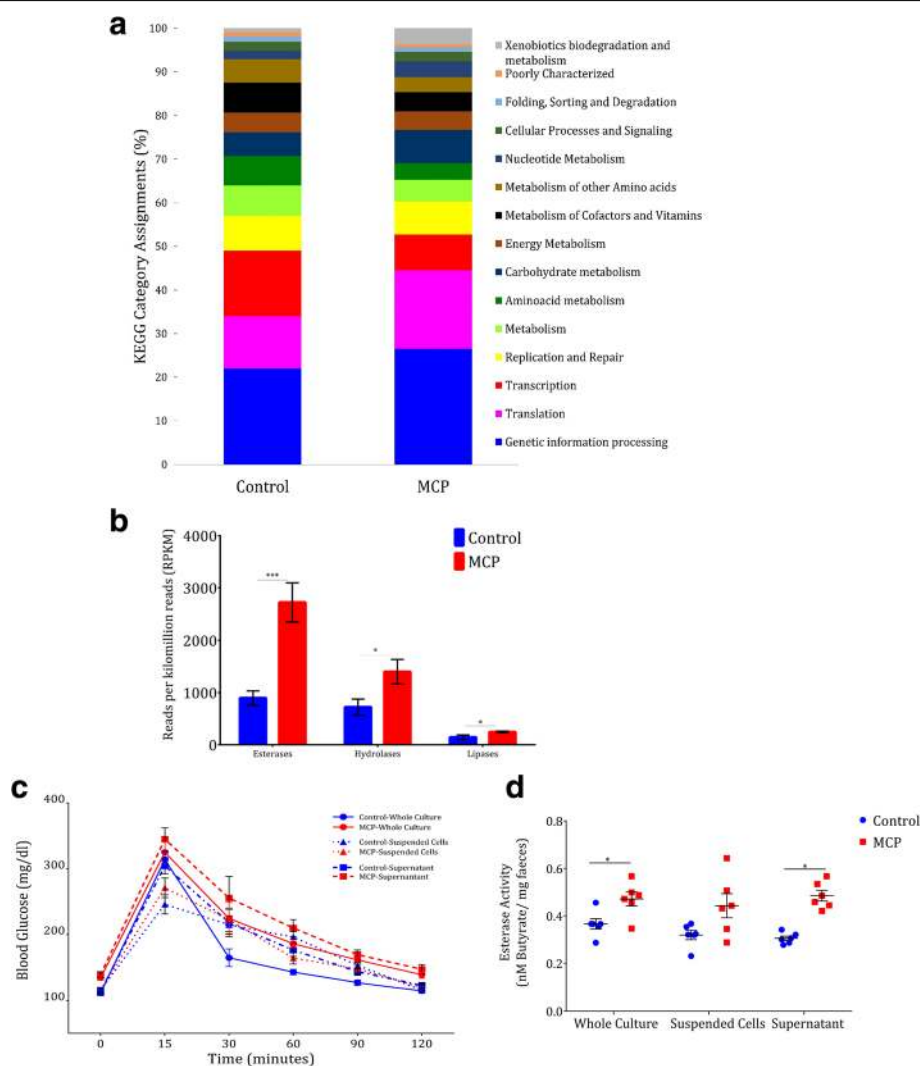 a
KEGG Category Assignments (%)
100
90
80
70
60
50
40
30
20
10
0
Control
MCP
Xenobiotics biodegradation and
metabolism
Poorly Characterized
Folding, Sorting and Degradation
Cellular Processes and Signaling
Nucleotide Metabolism
Metabolism of other Amino acids
Metabolism of Cofactors and Vitamins
Energy Metabolism
Carbohydrate metabolism
Aminoacid metabolism
Metabolism
Replication and Repair
Transcription
Translation
Genetic information processing
b
Reads per kilomillion reads (RPKM)
4000
3000
2000
1000
0
***
*
*
Esterases
Hydrolases
Lipases
Control
MCP
c
Blood Glucose (mg/dl)
400
300
200
100
0
15
30
60
90
120
Time (minutes)
Control-Whole Culture
MCP-Whole Culture
Control-Suspended Cells
MCP-Suspended Cells
Control-Supernatant
MCP-Supernantant
d
Esterase Activity
(nM Butyrate/ mg faeces)
0.8
0.6
0.4
0.2
0.0
*
*
Whole Culture
Suspended Cells
Supernatant
Control
MCP